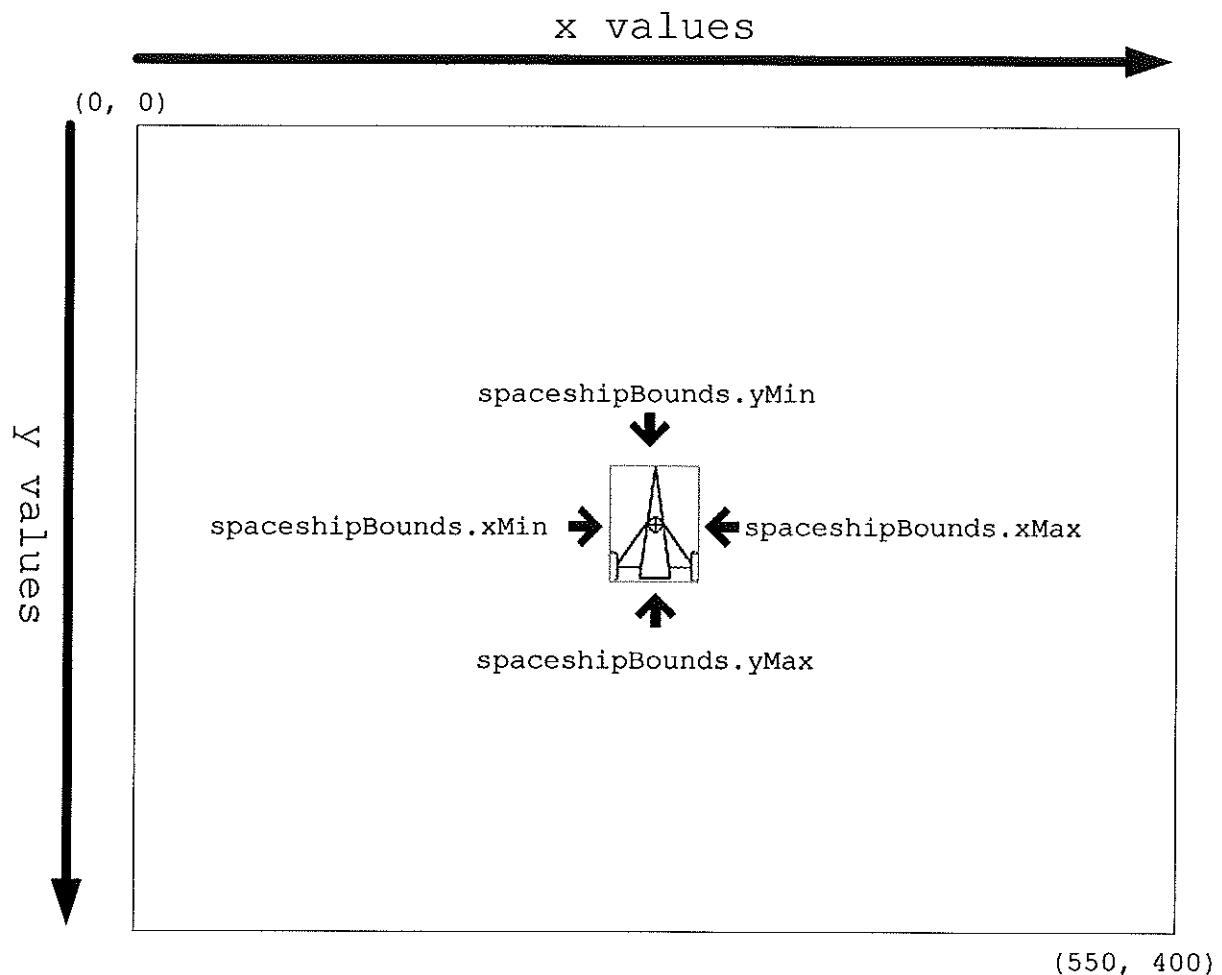 x values
(0, 0)
y values
spaceshipBounds.yMin
spaceshipBounds.xMin
spaceshipBounds.xMax
spaceshipBounds.yMax
(550, 400)